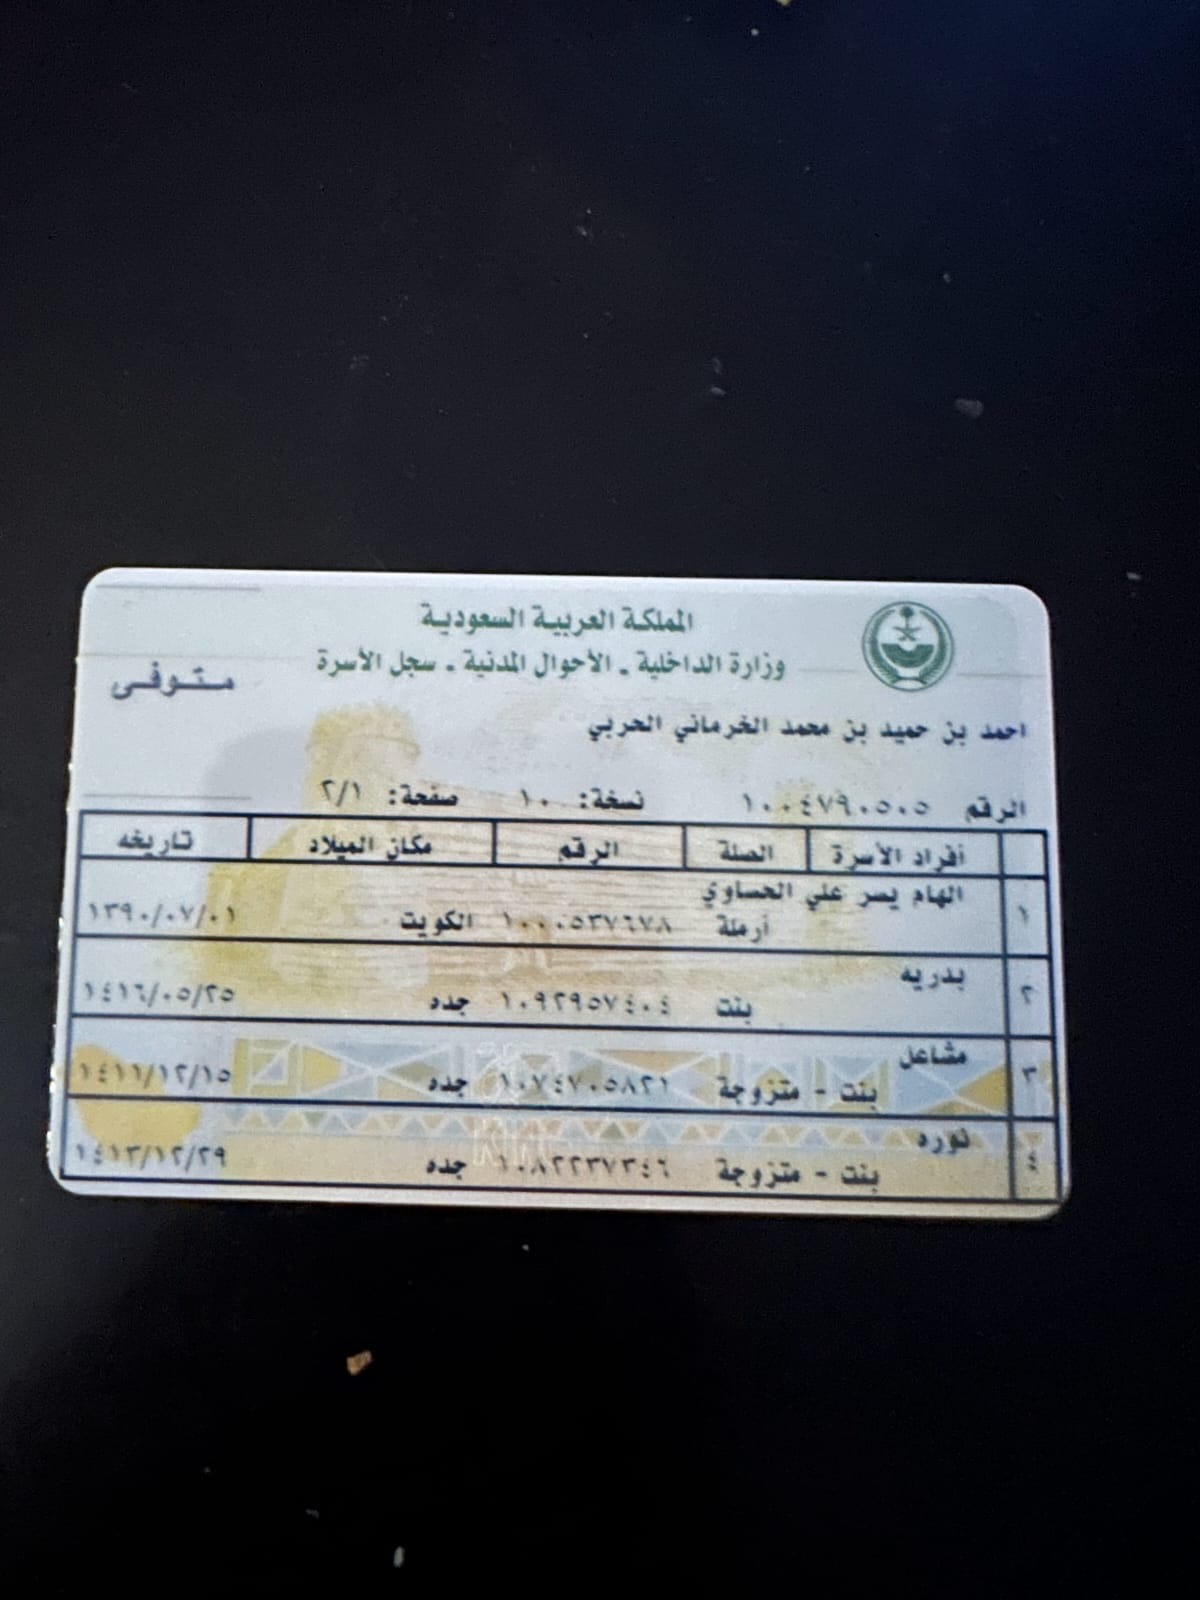 المملكة العربية السعودية
وزارة الداخلية - الأحوال المدنية - سجل الأسرة
متوفى
احمد بن حميد بن محمد الخرماني الحربي
الرقم ١٠٠٤٧٩٠٥٠٥ نسخة: ١٠ صفحة: ٢/١
أفراد الأسرة الصلة الرقم مكان الميلاد تاريخه
١ الهام يسر علي الحساوي
أرملة ١٠٠٠٥٣٧٦٧٨ الكويت ١٣٩٠/٠٧/٠١
٢ بدريه
بنت ١٠٩٢٩٥٧٤٠٤ جده ١٤١٦/٠٥/٢٥
٣ مشاعل
بنت - متزوجة ١٠٧٤٧٠٥٨٢١ جده ١٤١١/١٢/١٥
٤ نوره
بنت - متزوجة ١٠٨٢٢٣٧٣٤٦ جده ١٤١٣/١٢/٢٩